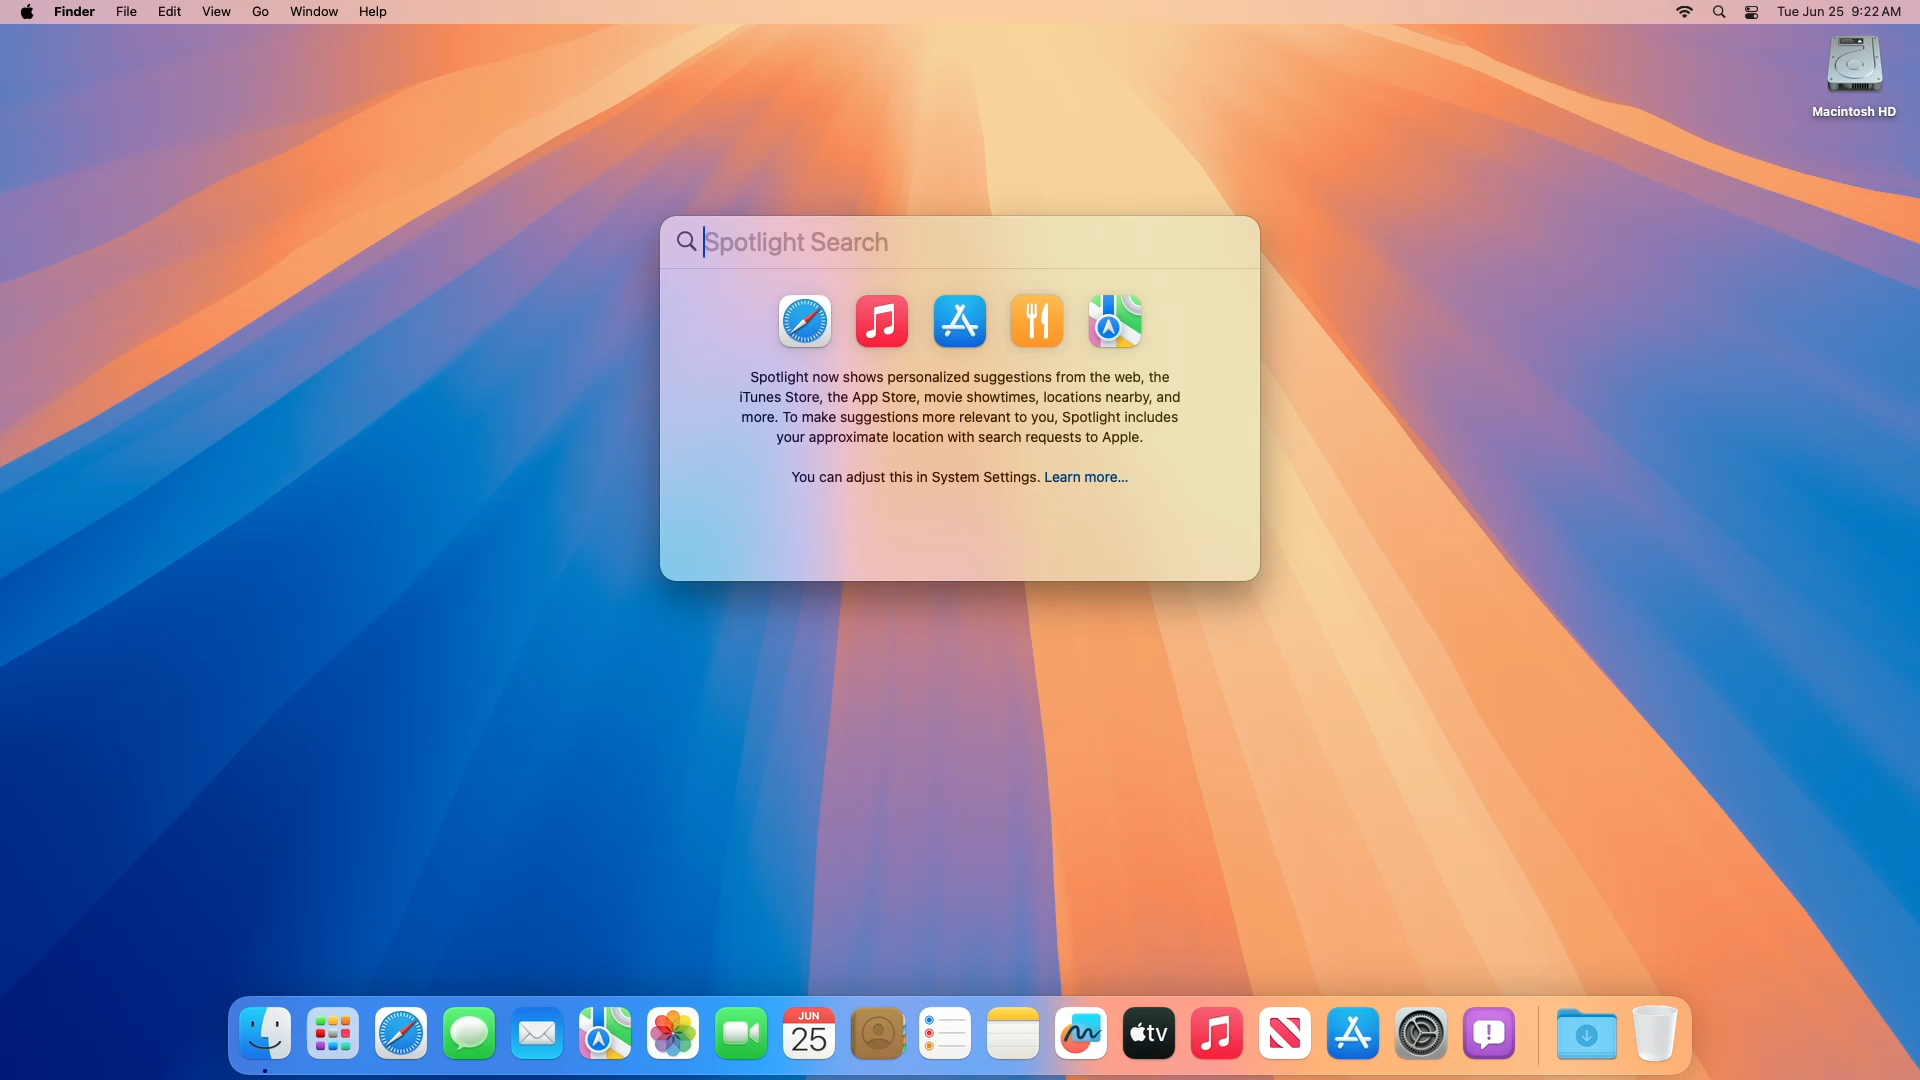 Finder File Edit View Go Window Help Tue Jun 25 9:22 AM
Macintosh HD
Spotlight Search
Spotlight now shows personalized suggestions from the web, the
iTunes Store, the App Store, movie showtimes, locations nearby, and
more. To make suggestions more relevant to you, Spotlight includes
your approximate location with search requests to Apple.
You can adjust this in System Settings. Learn more...
JUN
25
tv